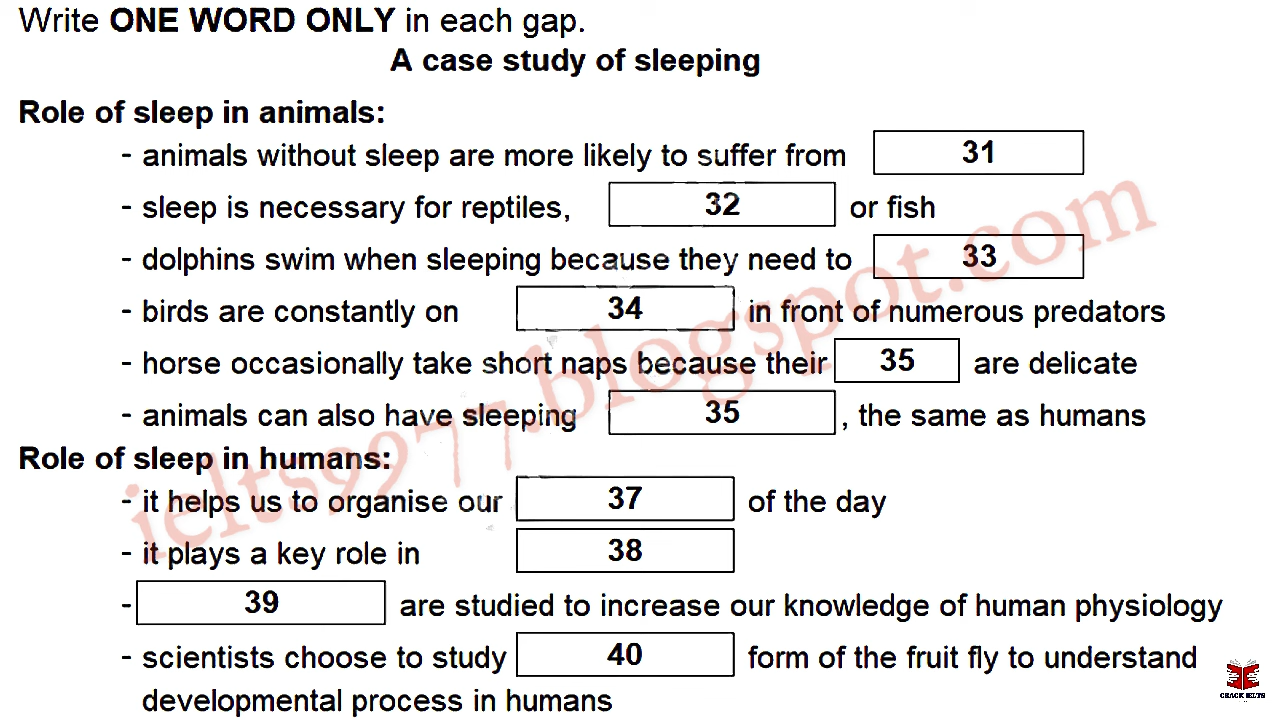 Write ONE WORD ONLY in each gap.
A case study of sleeping
Role of sleep in animals:
- animals without sleep are more likely to suffer from 31
- sleep is necessary for reptiles, 32 or fish
- dolphins swim when sleeping because they need to 33
- birds are constantly on 34 in front of numerous predators
- horse occasionally take short naps because their 35 are delicate
- animals can also have sleeping 35 , the same as humans
Role of sleep in humans:
- it helps us to organise our 37 of the day
- it plays a key role in 38
- 39 are studied to increase our knowledge of human physiology
- scientists choose to study 40 form of the fruit fly to understand
developmental process in humans
ielts9977.blogspot.com
CRACK IELTS